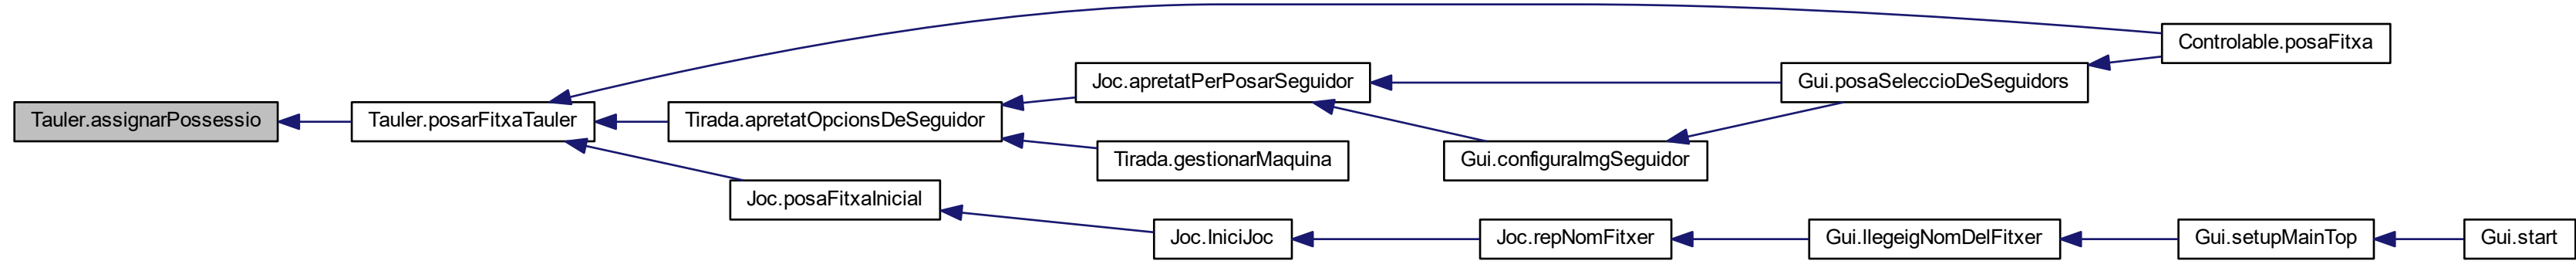 Controlable.posaFitxa
Joc.apretatPerPosarSeguidor
Gui.posaSeleccioDeSeguidors
Tauler.assignarPossessio
Tauler.posarFitxaTauler
Tirada.apretatOpcionsDeSeguidor
Tirada.gestionarMaquina
Gui.configuraImgSeguidor
Joc.posaFitxaInicial
Joc.IniciJoc
Joc.repNomFitxer
Gui.llegeigNomDelFitxer
Gui.setupMainTop
Gui.start